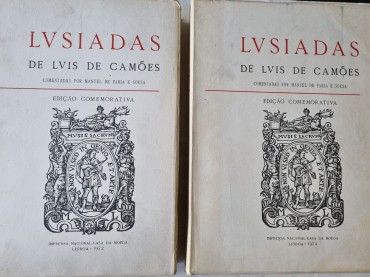 LVSIADAS
DE LVIS DE CAMÕES
COMENTADAS POR MANUEL DE FARIA E SOUSA
EDIÇÃO COMEMORATIVA
IMPRENSA NACIONAL-CASA DA MOEDA
LISBOA - 1972
LVSIADAS
DE LVIS DE CAMÕES
COMENTADAS POR MANUEL DE FARIA E SOUSA
EDIÇÃO COMEMORATIVA
IMPRENSA NACIONAL-CASA DA MOEDA
LISBOA - 1972